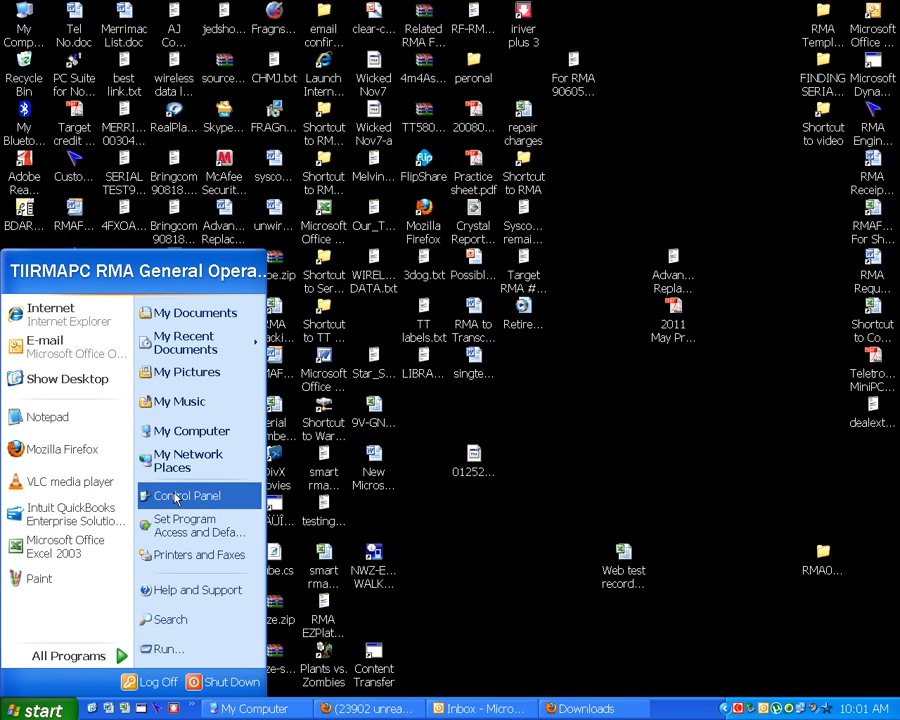 My Comp...
Tel No.doc
Merrimac List.doc
AJ Co...
jedsho...
Fragns...
email confir...
clear-c...
Related RMA F...
RF-RM...
iriver plus 3
RMA Templ...
Microsoft Office ...
Recycle Bin
PC Suite for No...
best link.txt
wireless data l...
source...
CHMJ.txt
Launch Intern...
Wicked Nov7
4m4As...
peronal
For RMA 90605...
FINDING SERIA...
Microsoft Dyna...
My Blueto...
Target credit ...
MERRI... 00304...
RealPla...
Skype...
FRAGn...
Shortcut to RM...
Wicked Nov7-a
TT580...
20080...
repair charges
Shortcut to video
RMA Engin...
Adobe Rea...
Custo...
SERIAL TEST9...
Bringcom 90818...
McAfee Securit...
sysco...
Shortcut to RM...
Melvin...
FlipShare
Practice sheet.pdf
Shortcut to RMA
RMA Receip...
BDAR...
RMAF...
4FXOA...
Bringcom 90818...
Advan... Replac...
unwir...
Microsoft Office ...
Our_T...
Mozilla Firefox
Crystal Report...
Sysco... remai...
RMAF... For Sh...
TIIRMAPC RMA General Opera...
be.zip
Shortcut to Ser...
WIREL... DATA.txt
3dog.txt
Possibl...
Target RMA #...
Advan... Repla...
RMA Requ...
Internet
Internet Explorer
E-mail
Microsoft Office O...
Show Desktop
Notepad
Mozilla Firefox
VLC media player
Intuit QuickBooks
Enterprise Solutio...
Microsoft Office
Excel 2003
Paint
All Programs
My Documents
My Recent
Documents
My Pictures
My Music
My Computer
My Network
Places
Control Panel
Set Program
Access and Defa...
Printers and Faxes
Help and Support
Search
Run...
Log Off
Shut Down
RMA
Shortcut to TT ...
TT labels.txt
RMA to Transc...
Retire...
2011 May Pr...
Shortcut to Co...
Microsoft Office ...
Star_S...
LIBRA...
singte...
Teletro... MiniPC...
Shortcut to War...
9V-GN...
dealext...
DivX
smart rma...
New Micros...
01252...
testing...
smart rma...
NWZ-E... WALK...
Web test record...
RMA0...
RMA EZPlat...
Plants vs. Zombies
Content Transfer
start
My Computer
(23902 unrea...
Inbox - Micro...
Downloads
10:01 AM